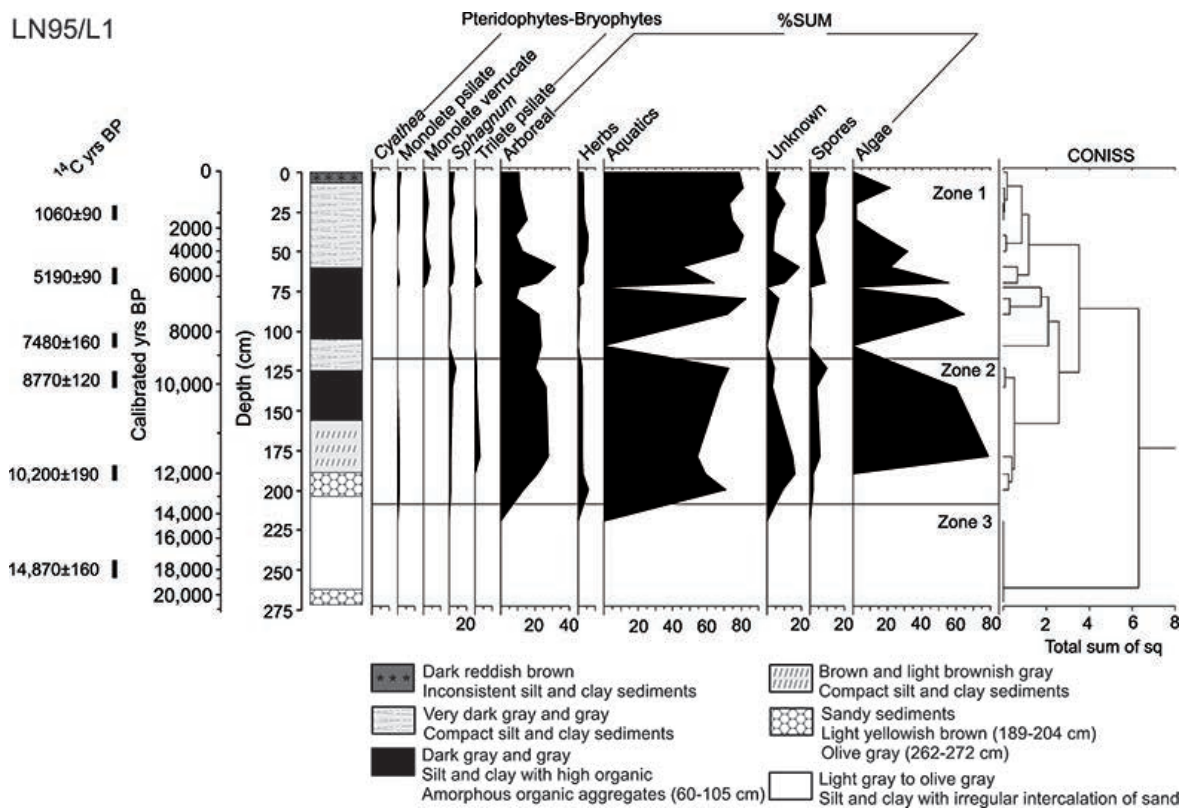 LN95/L1
Pteridophytes-Bryophytes
%SUM
Cyathea
Monolete psilate
Monolete verrucate
Sphagnum
Trilete psilate
Arboreal
Herbs
Aquatics
Unknown
Spores
Algae
CONISS
¹⁴C yrs BP
1060±90
5190±90
7480±160
8770±120
10,200±190
14,870±160
Calibrated yrs BP
0
2000
4000
6000
8000
10,000
12,000
14,000
16,000
18,000
20,000
Depth (cm)
0
25
50
75
100
125
150
175
200
225
250
275
Zone 1
Zone 2
Zone 3
20
20
40
20
40
60
80
20
20
20
40
60
80
2
4
6
8
Total sum of sq
Dark reddish brown
Inconsistent silt and clay sediments
Very dark gray and gray
Compact silt and clay sediments
Dark gray and gray
Silt and clay with high organic
Amorphous organic aggregates (60-105 cm)
Brown and light brownish gray
Compact silt and clay sediments
Sandy sediments
Light yellowish brown (189-204 cm)
Olive gray (262-272 cm)
Light gray to olive gray
Silt and clay with irregular intercalation of sand